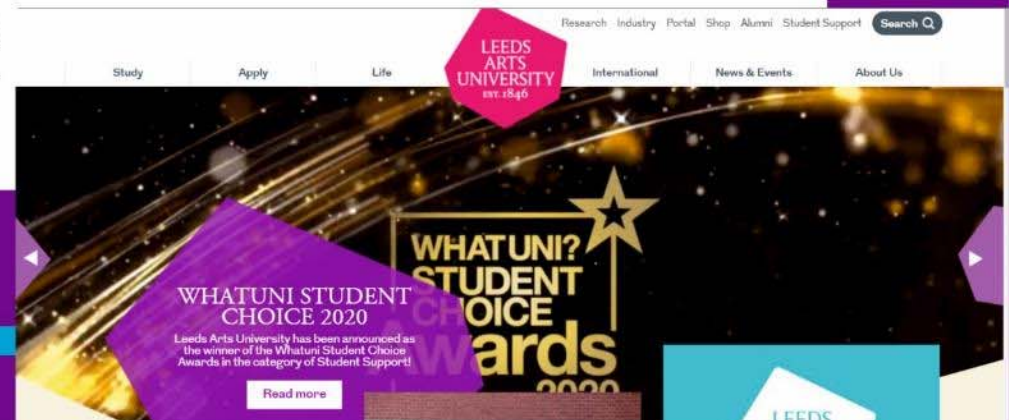 Research Industry Portal Shop Alumni Student Support Search
LEEDS
ARTS
UNIVERSITY
EST. 1846
Study Apply Life International News & Events About Us
WHATUNI?
STUDENT
CHOICE
Awards
2020
WHATUNI STUDENT
CHOICE 2020
Leeds Arts University has been announced as
the winner of the Whatuni Student Choice
Awards in the category of Student Support!
Read more
LEEDS